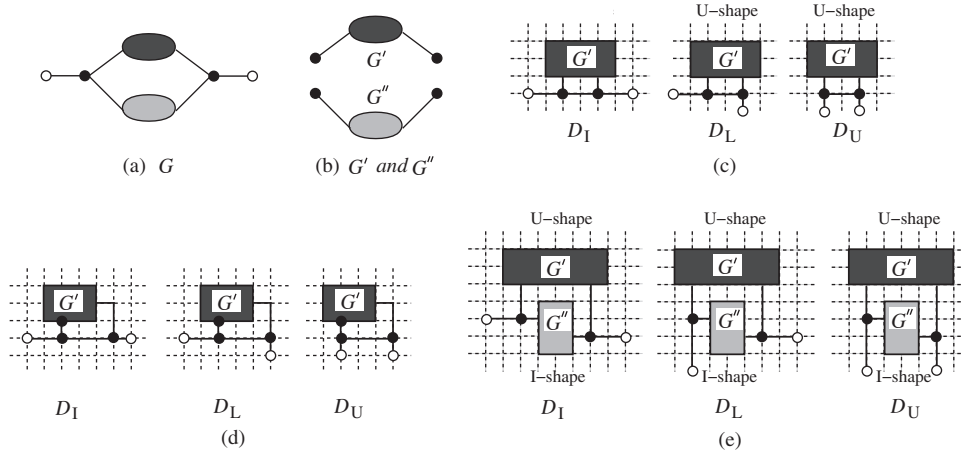 G′
G″
(a) G
(b) G′ and G″
U−shape U−shape
G′ G′ G′
D_I D_L D_U
(c)
G′ G′ G′
D_I D_L D_U
(d)
U−shape U−shape U−shape
G′ G′ G′
G″ G″ G″
I−shape I−shape I−shape
D_I D_L D_U
(e)